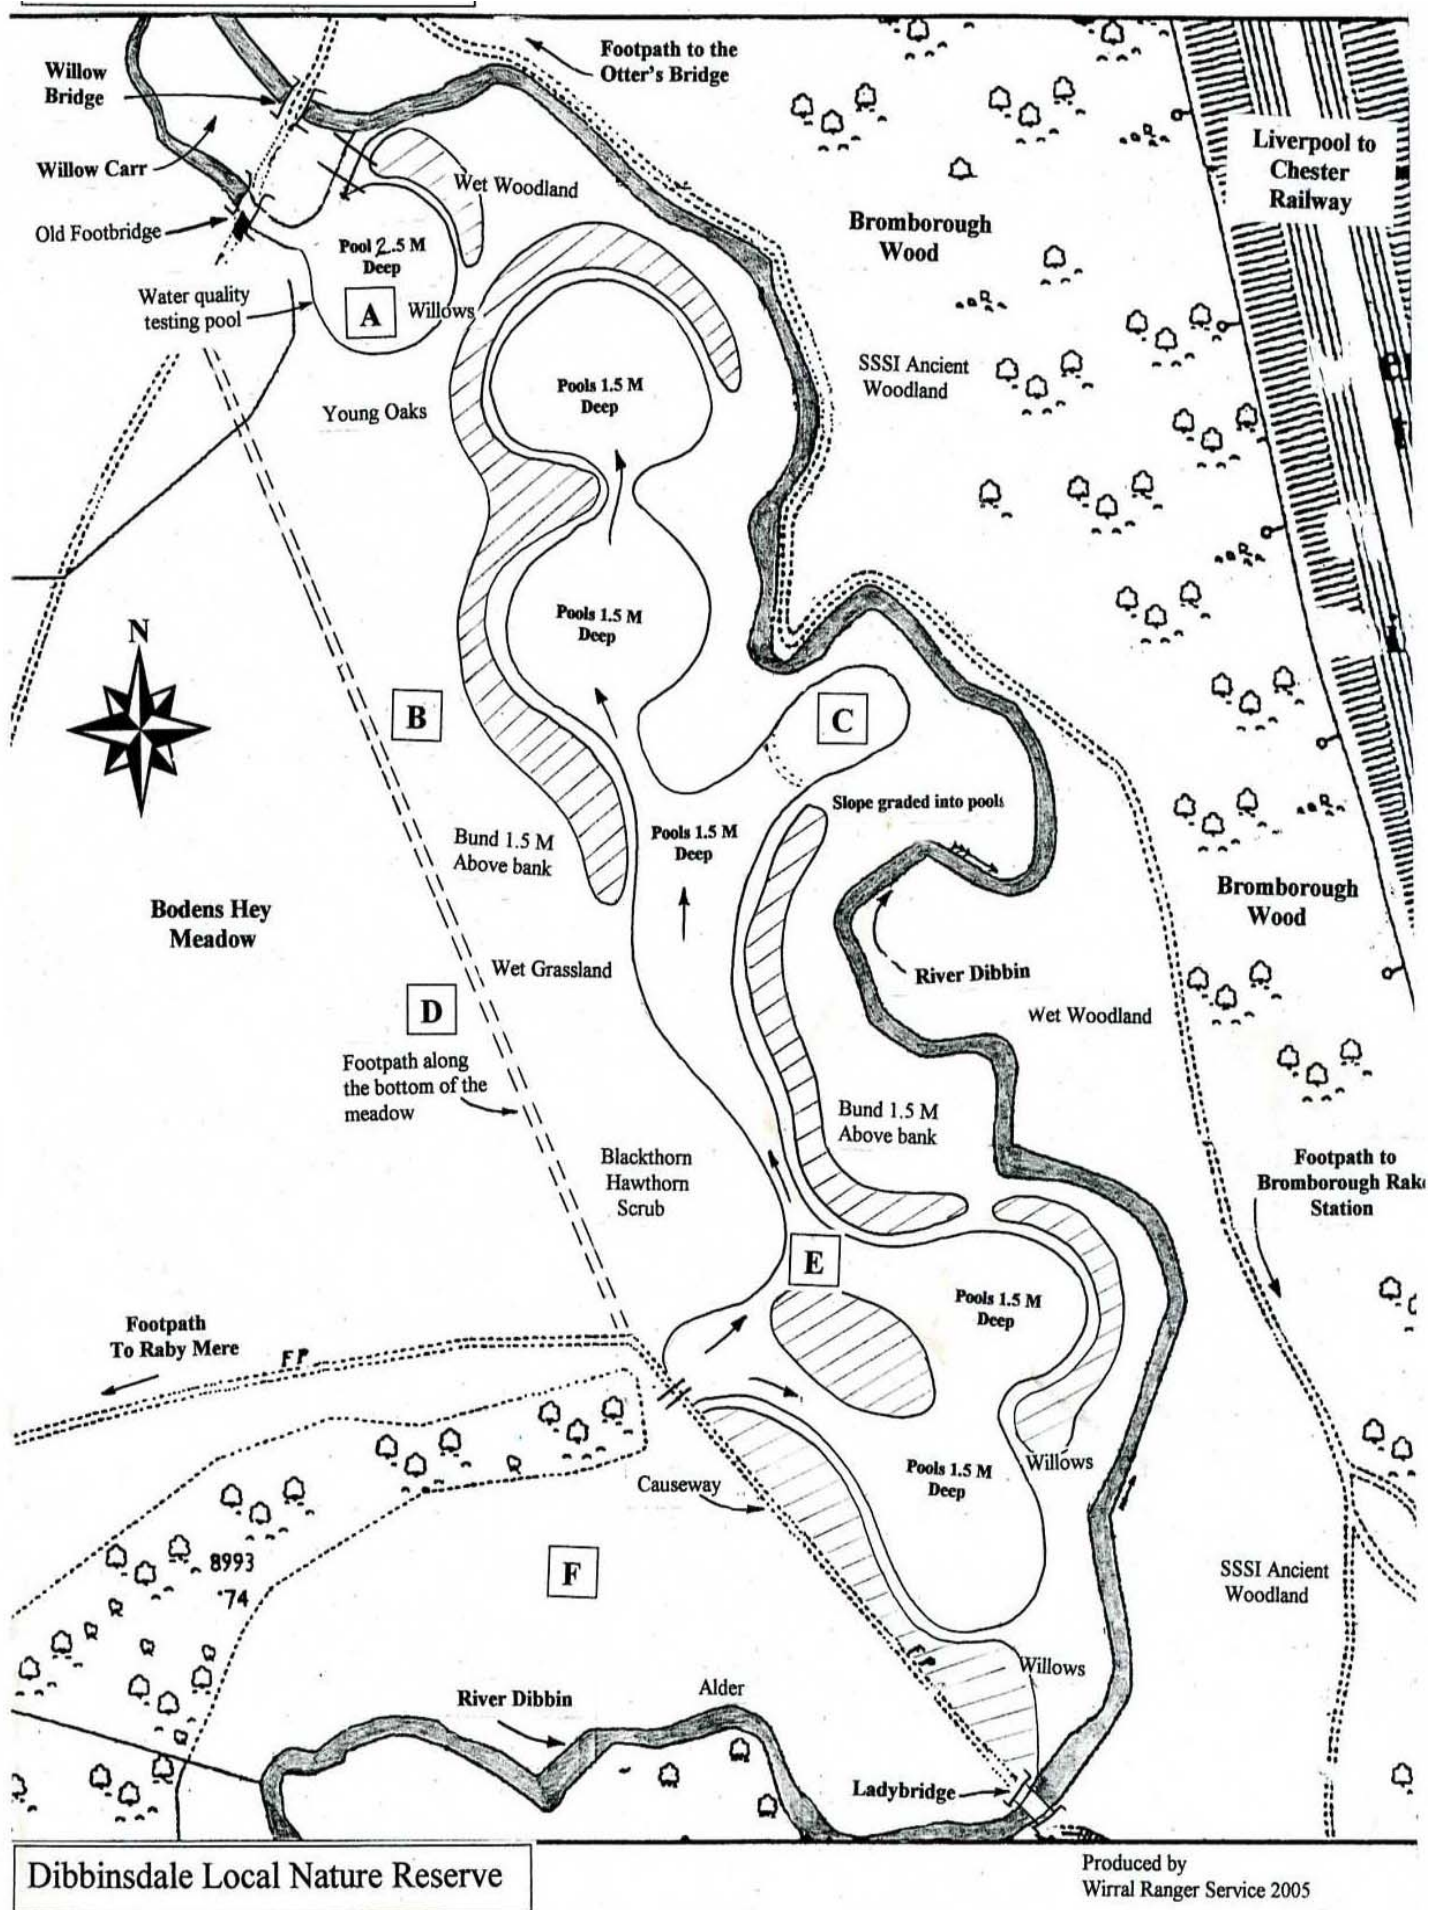 Footpath to the
Otter's Bridge
Willow
Bridge
Liverpool to
Chester
Railway
Willow Carr
Wet Woodland
Old Footbridge
Bromborough
Wood
Pool 2.5 M
Deep
Water quality
testing pool
A
Willows
SSSI Ancient
Woodland
Pools 1.5 M
Deep
Young Oaks
Pools 1.5 M
Deep
N
B
C
Slope graded into pools
Bund 1.5 M
Above bank
Pools 1.5 M
Deep
Bromborough
Wood
Bodens Hey
Meadow
Wet Grassland
River Dibbin
D
Wet Woodland
Footpath along
the bottom of the
meadow
Bund 1.5 M
Above bank
Blackthorn
Hawthorn
Scrub
Footpath to
Bromborough Rake
Station
E
Pools 1.5 M
Deep
Footpath
To Raby Mere
FP
Pools 1.5 M
Deep
Willows
Causeway
8993
.74
F
SSSI Ancient
Woodland
FP
Willows
Alder
River Dibbin
Ladybridge
Dibbinsdale Local Nature Reserve
Produced by
Wirral Ranger Service 2005